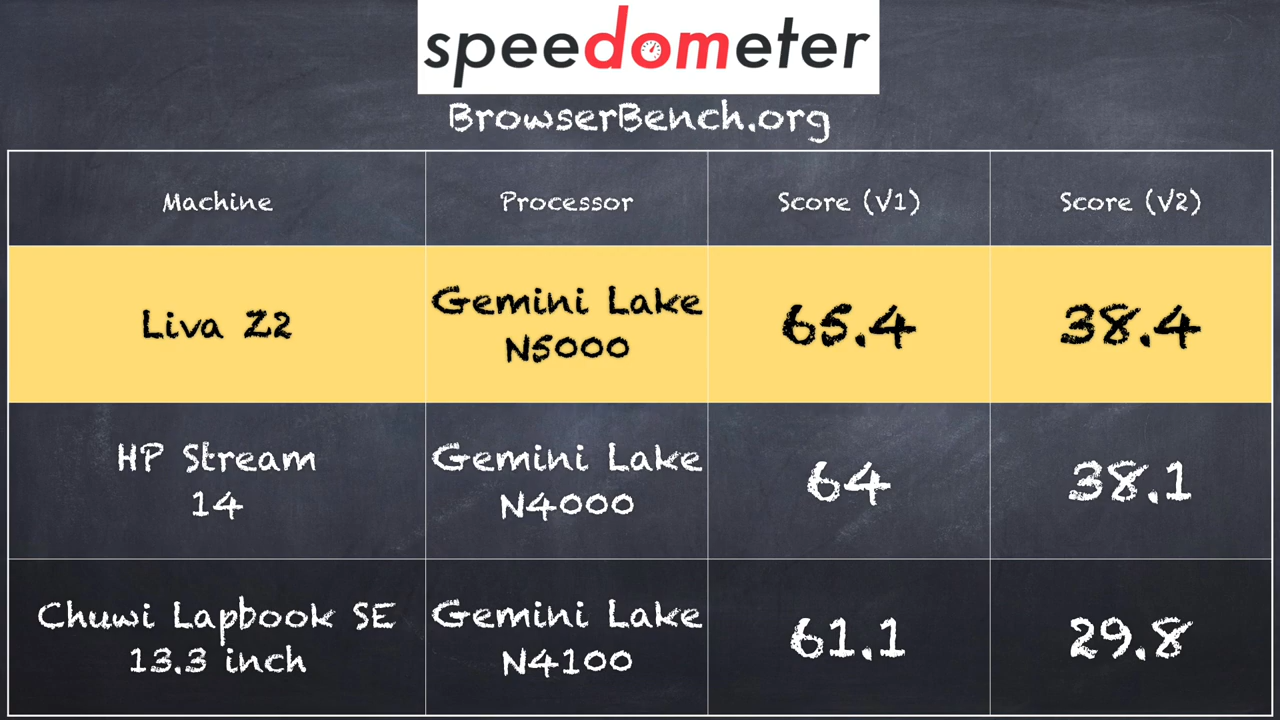 speedometer
BrowserBench.org
Machine
Processor
Score (V1)
Score (V2)
Liva Z2
Gemini Lake
N5000
65.4
38.4
HP Stream
14
Gemini Lake
N4000
64
38.1
Chuwi Lapbook SE
13.3 inch
Gemini Lake
N4100
61.1
29.8